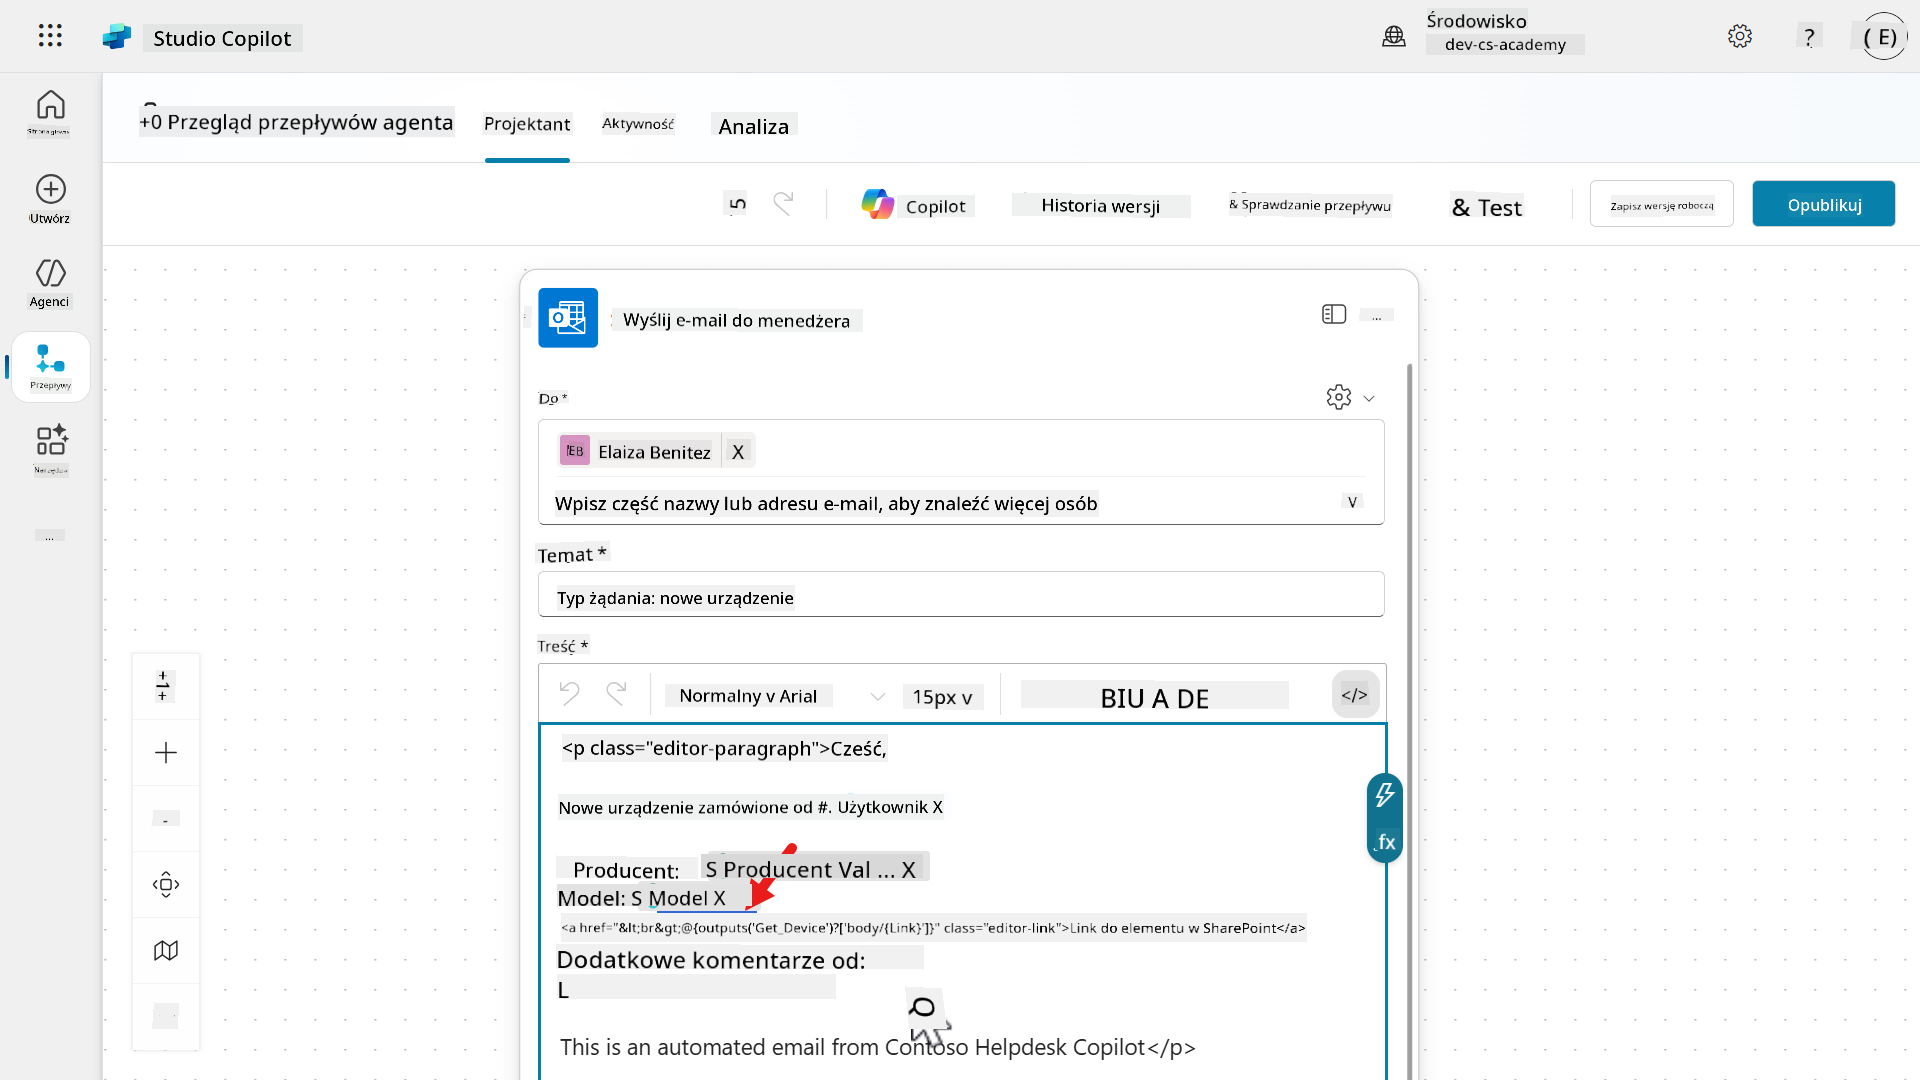 Studio Copilot
Środowisko
dev-cs-academy
?
( E)
Strona główna
+0 Przegląd przepływów agenta
Projektant
Aktywność
Analiza
Utwórz
5
Copilot
Historia wersji
& Sprawdzanie przepływu
& Test
Zapisz wersję roboczą
Opublikuj
Agenci
Przepływy
Narzędzia
...
Wyślij e-mail do menedżera
...
Do *
EB Elaiza Benitez X
Wpisz część nazwy lub adresu e-mail, aby znaleźć więcej osób
V
Temat *
Typ żądania: nowe urządzenie
Treść *
Normalny v Arial
15px v
BIU A DE
</>
<p class="editor-paragraph">Cześć,
Nowe urządzenie zamówione od #. Użytkownik X
fx
Producent: S Producent Val ... X
Model: S Model X
<a href="&lt;br&gt;@{outputs('Get_Device')?['body/{Link}']}" class="editor-link">Link do elementu w SharePoint</a>
Dodatkowe komentarze od:
L
This is an automated email from Contoso Helpdesk Copilot</p>